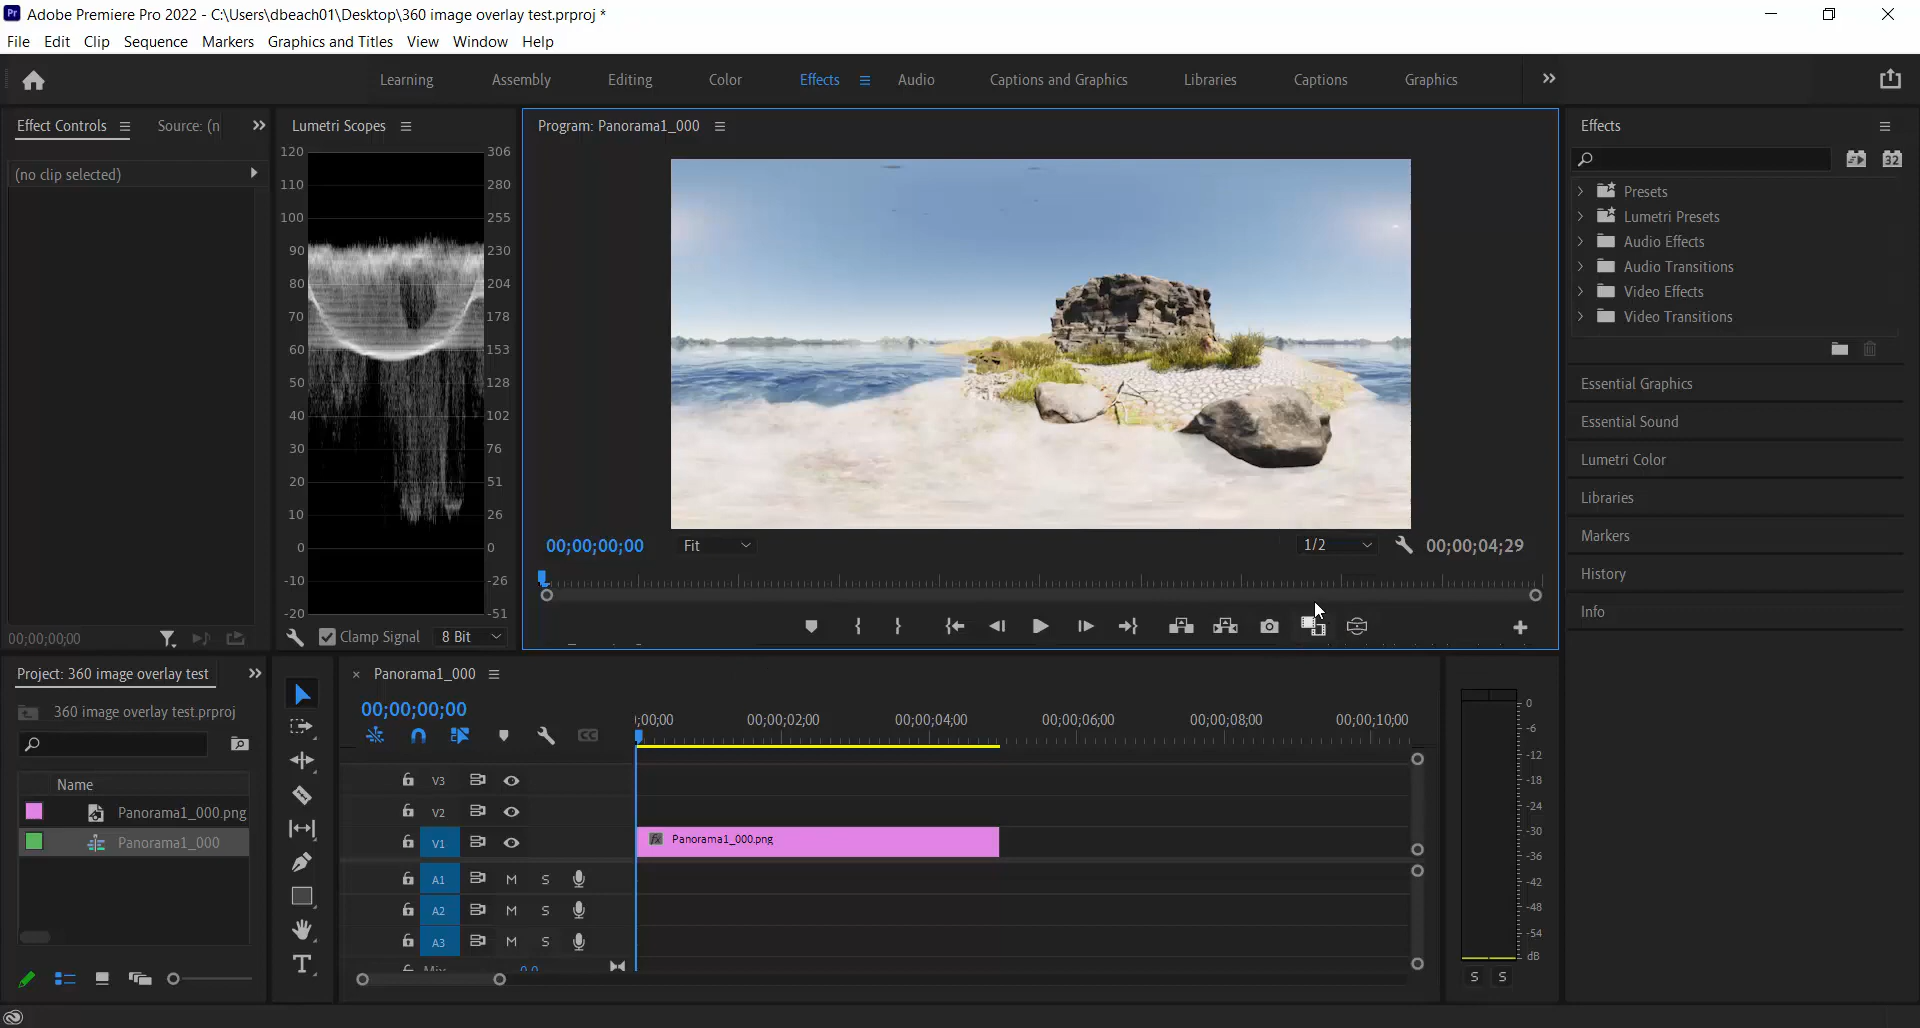 Pr Adobe Premiere Pro 2022 - C:\Users\dbeach01\Desktop\360 image overlay test.prproj *
File Edit Clip Sequence Markers Graphics and Titles View Window Help
Learning Assembly Editing Color Effects Audio Captions and Graphics Libraries Captions Graphics
Effect Controls Source: (n
(no clip selected)
00;00;00;00
Lumetri Scopes
120 306
110 280
100 255
90 230
80 204
70 178
60 153
50 128
40 102
30 76
20 51
10 26
0 0
-10 -26
-20 -51
Clamp Signal 8 Bit
Program: Panorama1_000
00;00;00;00 Fit 1/2 00;00;04;29
Effects
32
Presets
Lumetri Presets
Audio Effects
Audio Transitions
Video Effects
Video Transitions
Essential Graphics
Essential Sound
Lumetri Color
Libraries
Markers
History
Info
Project: 360 image overlay test
360 image overlay test.prproj
Name
Panorama1_000.png
Panorama1_000
T
× Panorama1_000
00;00;00;00
CC
;00;00 00;00;02;00 00;00;04;00 00;00;06;00 00;00;08;00 00;00;10;00
V3
V2
V1 fx Panorama1_000.png
A1 M S
A2 M S
A3 M S
Mix 0.0
0
-6
-12
-18
-24
-30
-36
-42
-48
-54
dB
S S